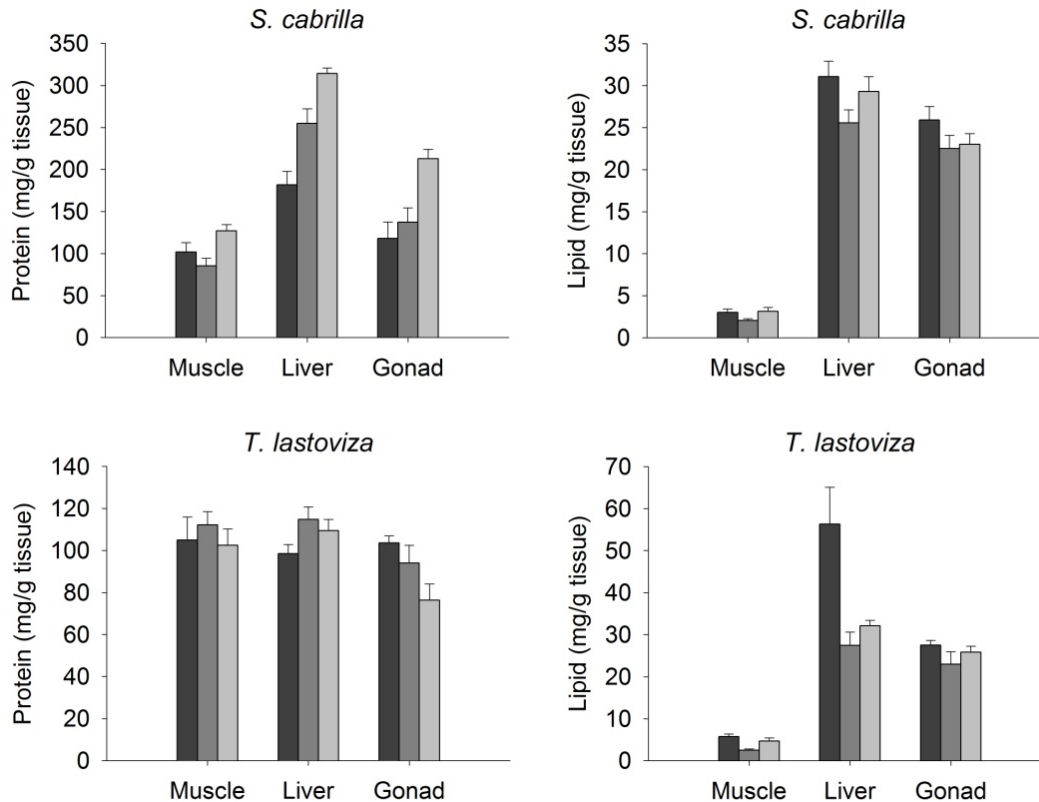 S. cabrilla
Protein (mg/g tissue)
350
300
250
200
150
100
50
0
Muscle Liver Gonad
S. cabrilla
Lipid (mg/g tissue)
35
30
25
20
15
10
5
0
Muscle Liver Gonad
T. lastoviza
Protein (mg/g tissue)
140
120
100
80
60
40
20
0
Muscle Liver Gonad
T. lastoviza
Lipid (mg/g tissue)
70
60
50
40
30
20
10
0
Muscle Liver Gonad